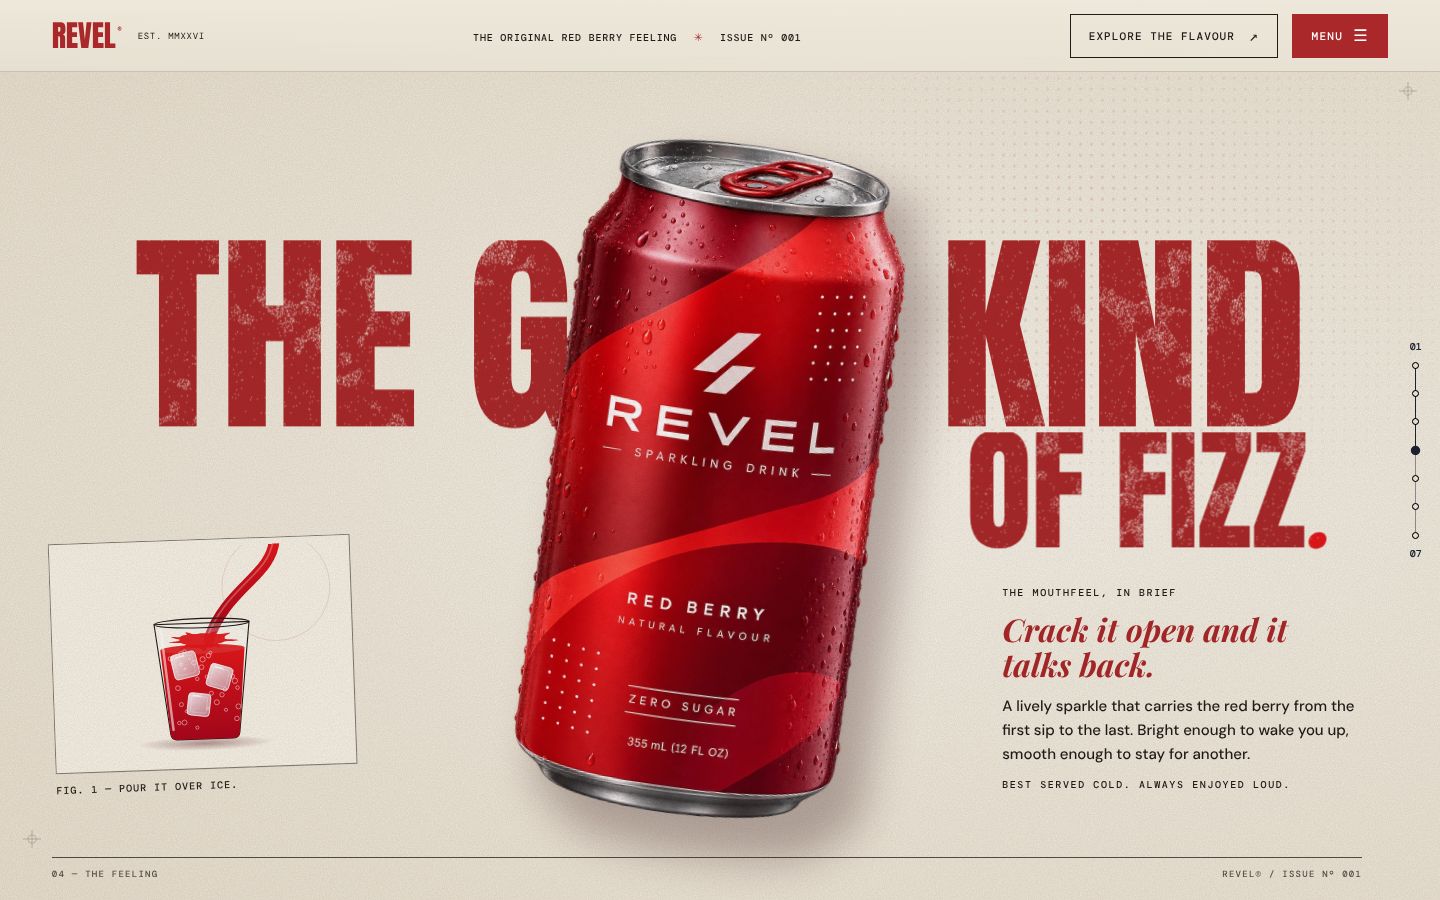 REVEL®
EST. MMXXVI
THE ORIGINAL RED BERRY FEELING ✳ ISSUE Nº 001
EXPLORE THE FLAVOUR ↗
MENU ☰
THE G KIND
OF FIZZ.
REVEL
SPARKLING DRINK
RED BERRY
NATURAL FLAVOUR
ZERO SUGAR
355 mL (12 FL OZ)
01
07
FIG. 1 — POUR IT OVER ICE.
THE MOUTHFEEL, IN BRIEF
Crack it open and it
talks back.
A lively sparkle that carries the red berry from the
first sip to the last. Bright enough to wake you up,
smooth enough to stay for another.
BEST SERVED COLD. ALWAYS ENJOYED LOUD.
04 — THE FEELING
REVEL® / ISSUE Nº 001